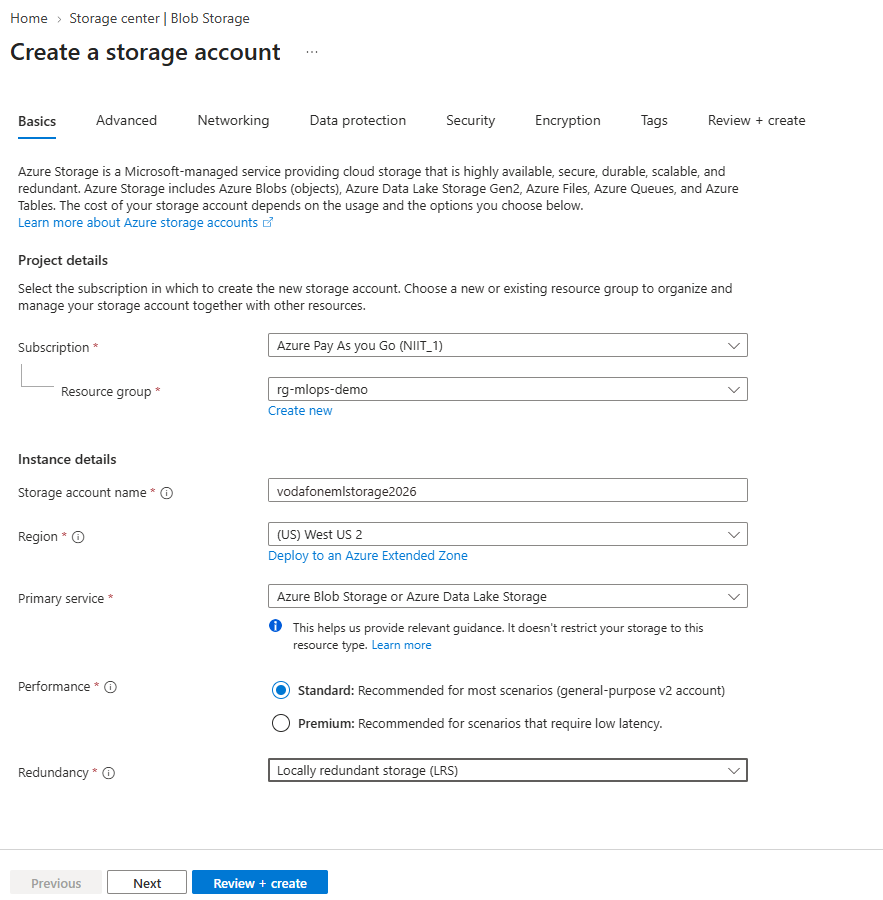 Home › Storage center | Blob Storage
Create a storage account ...
Basics Advanced Networking Data protection Security Encryption Tags Review + create
Azure Storage is a Microsoft-managed service providing cloud storage that is highly available, secure, durable, scalable, and
redundant. Azure Storage includes Azure Blobs (objects), Azure Data Lake Storage Gen2, Azure Files, Azure Queues, and Azure
Tables. The cost of your storage account depends on the usage and the options you choose below.
Learn more about Azure storage accounts
Project details
Select the subscription in which to create the new storage account. Choose a new or existing resource group to organize and
manage your storage account together with other resources.
Subscription * Azure Pay As you Go (NIIT_1)
Resource group * rg-mlops-demo
Create new
Instance details
Storage account name * vodafonemlstorage2026
Region * (US) West US 2
Deploy to an Azure Extended Zone
Primary service * Azure Blob Storage or Azure Data Lake Storage
This helps us provide relevant guidance. It doesn't restrict your storage to this
resource type. Learn more
Performance * Standard: Recommended for most scenarios (general-purpose v2 account)
Premium: Recommended for scenarios that require low latency.
Redundancy * Locally redundant storage (LRS)
Previous Next Review + create